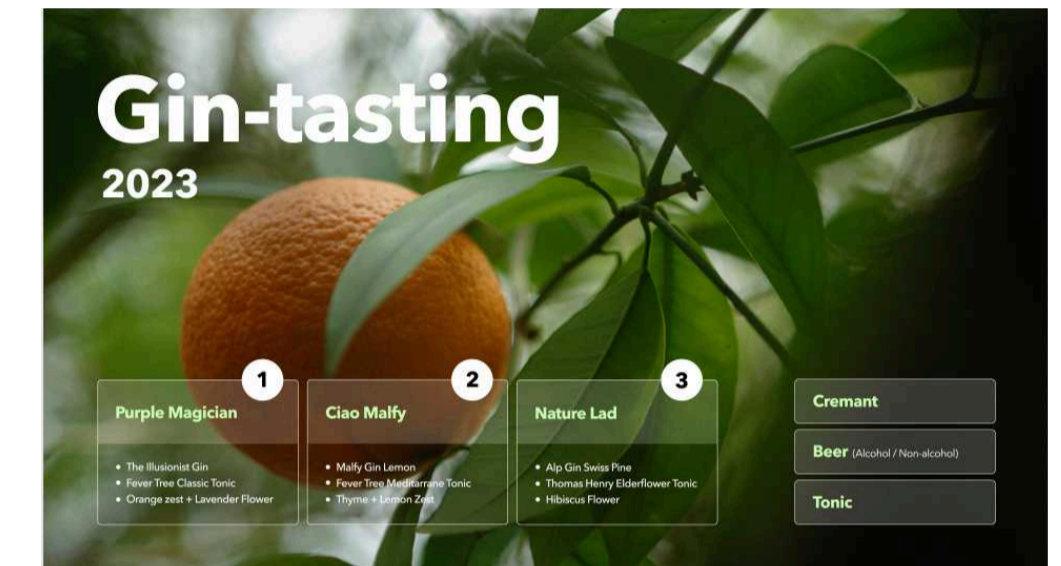 Gin-tasting
2023
1
Purple Magician
• The Illusionist Gin
• Fever Tree Classic Tonic
• Orange zest + Lavender Flower
2
Ciao Malfy
• Malfy Gin Lemon
• Fever Tree Meditarrane Tonic
• Thyme + Lemon Zest
3
Nature Lad
• Alp Gin Swiss Pine
• Thomas Henry Elderflower Tonic
• Hibiscus Flower
Cremant
Beer (Alcohol / Non-alcohol)
Tonic